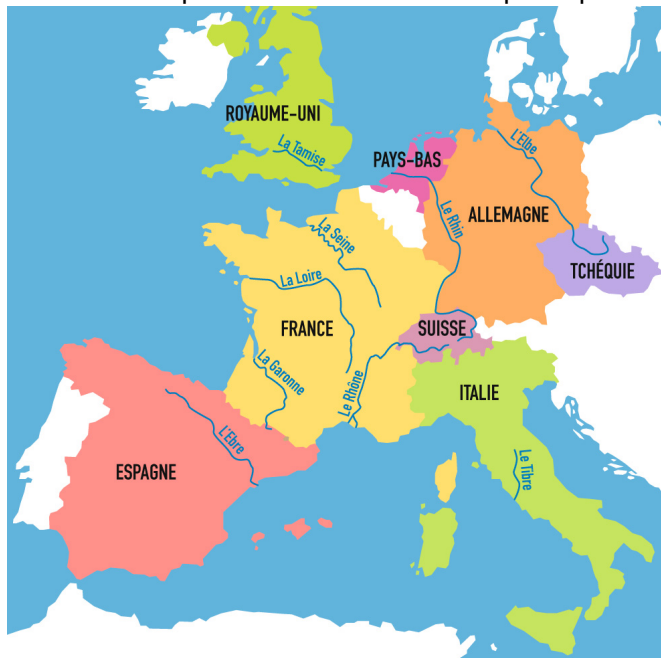 ROYAUME-UNI
La Tamise
PAYS-BAS
L'Elbe
Le Rhin
ALLEMAGNE
La Seine
TCHÉQUIE
La Loire
FRANCE
SUISSE
La Garonne
Le Rhône
ITALIE
L'Ebre
ESPAGNE
Le Tibre